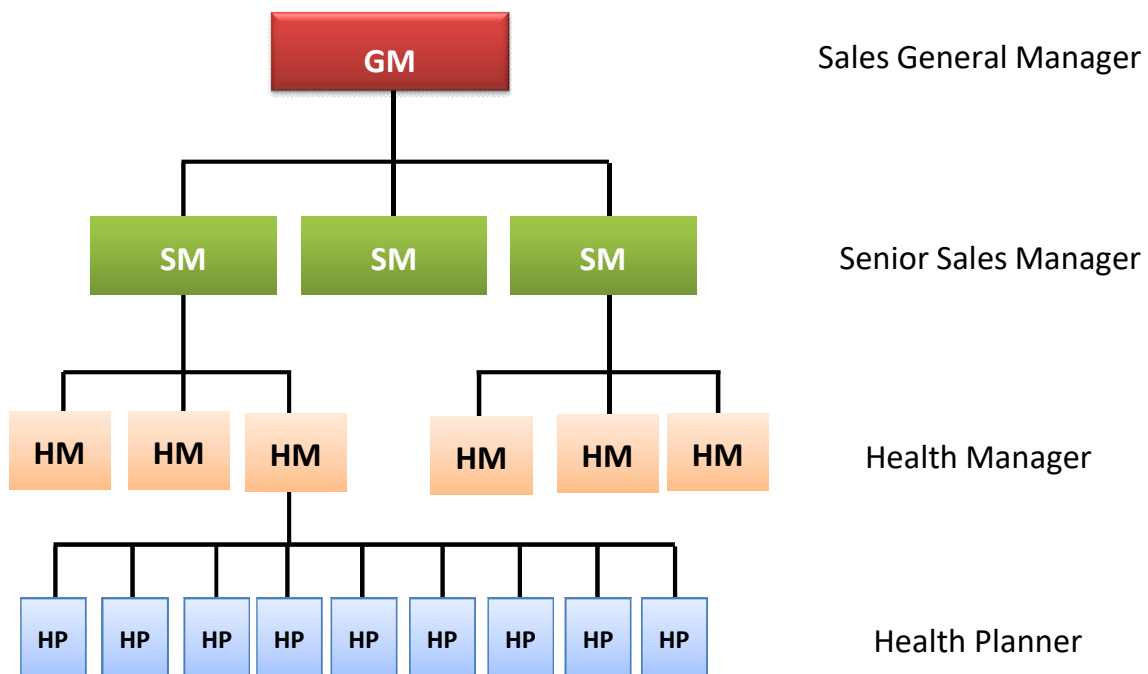 GM
Sales General Manager
SM SM SM
Senior Sales Manager
HM HM HM HM HM HM
Health Manager
HP HP HP HP HP HP HP HP HP
Health Planner